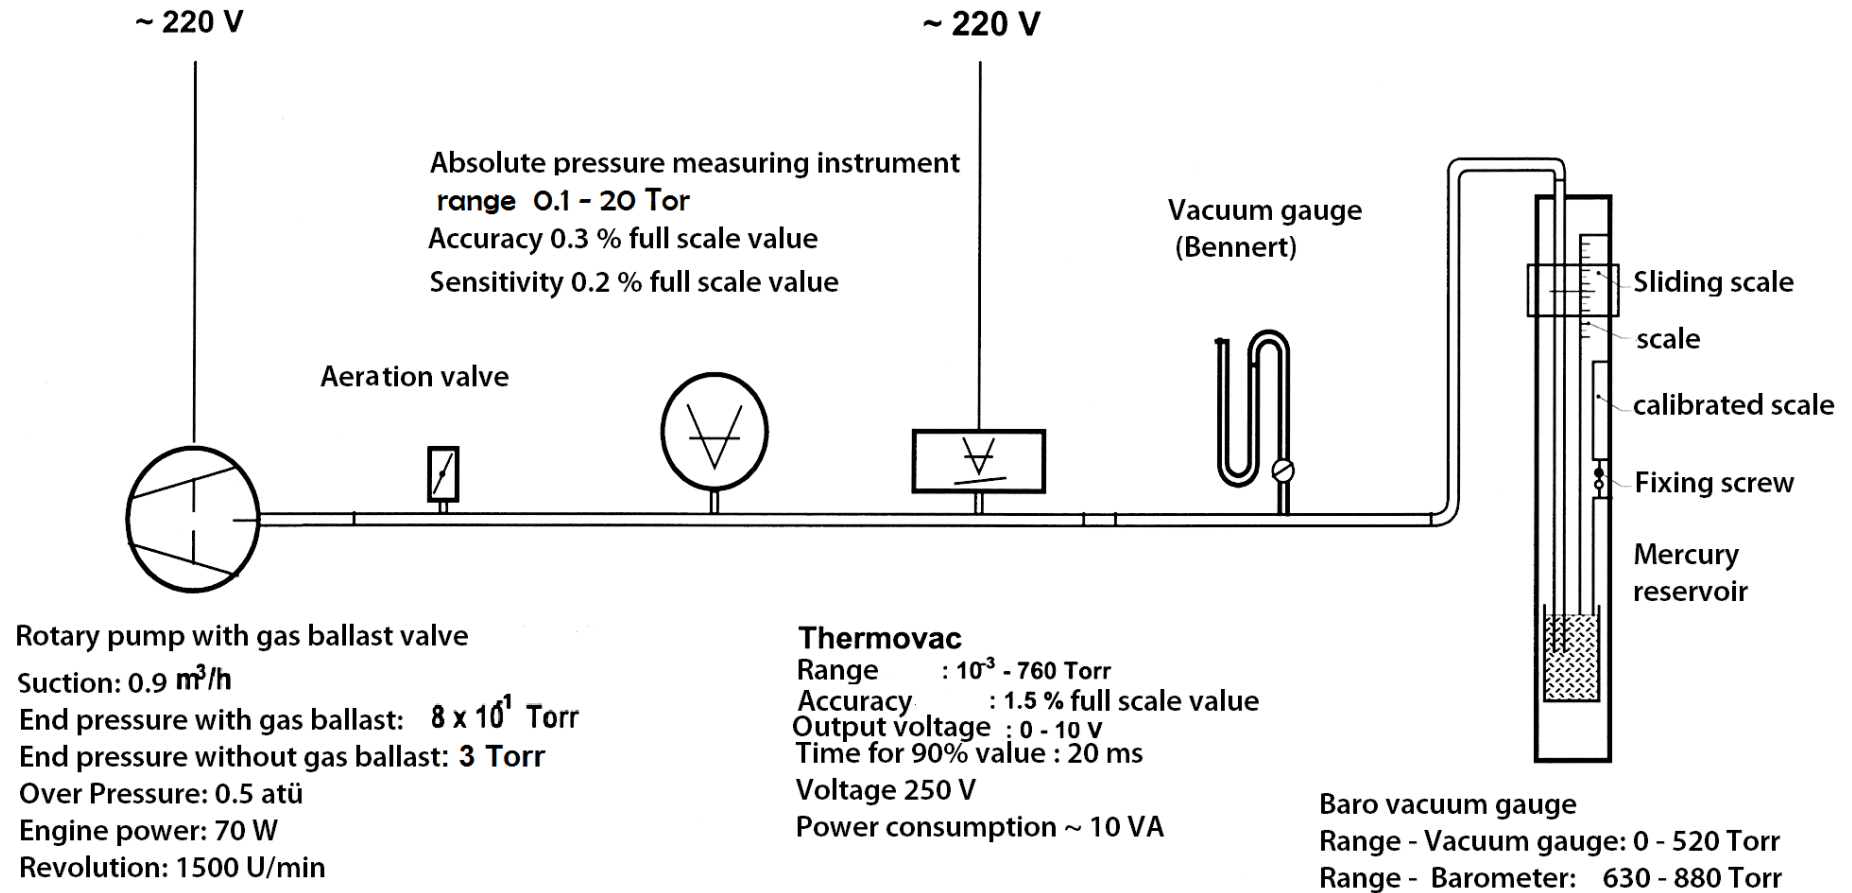 ~ 220 V
~ 220 V
Absolute pressure measuring instrument
range 0.1 - 20 Tor
Accuracy 0.3 % full scale value
Sensitivity 0.2 % full scale value
Vacuum gauge
(Bennert)
Aeration valve
Sliding scale
scale
calibrated scale
Fixing screw
Mercury
reservoir
Rotary pump with gas ballast valve
Suction: 0.9 m³/h
End pressure with gas ballast: 8 x 10⁻¹ Torr
End pressure without gas ballast: 3 Torr
Over Pressure: 0.5 atü
Engine power: 70 W
Revolution: 1500 U/min
Thermovac
Range : 10⁻³ - 760 Torr
Accuracy : 1.5 % full scale value
Output voltage : 0 - 10 V
Time for 90% value : 20 ms
Voltage 250 V
Power consumption ~ 10 VA
Baro vacuum gauge
Range - Vacuum gauge: 0 - 520 Torr
Range - Barometer: 630 - 880 Torr